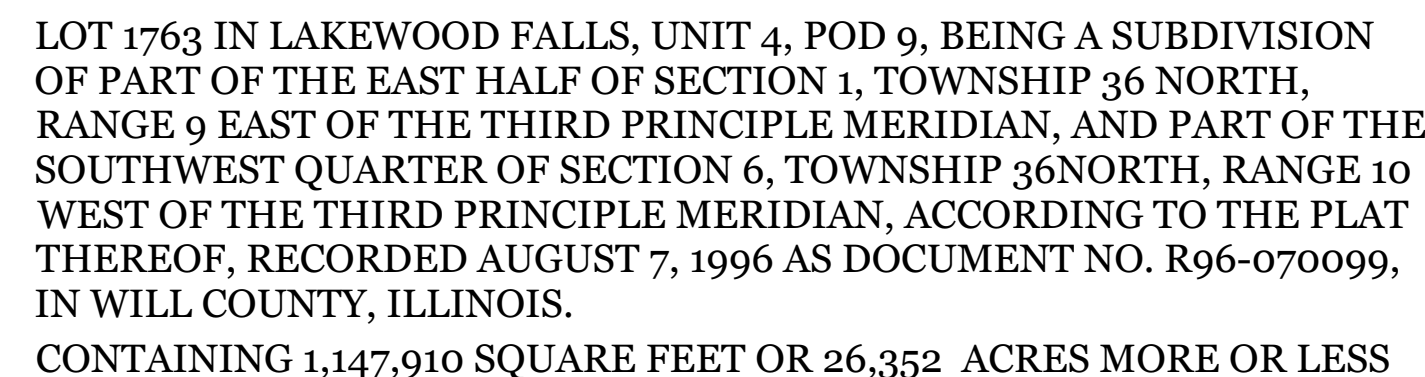 LOT 1763 IN LAKEWOOD FALLS, UNIT 4, POD 9, BEING A SUBDIVISION
OF PART OF THE EAST HALF OF SECTION 1, TOWNSHIP 36 NORTH,
RANGE 9 EAST OF THE THIRD PRINCIPLE MERIDIAN, AND PART OF THE
SOUTHWEST QUARTER OF SECTION 6, TOWNSHIP 36NORTH, RANGE 10
WEST OF THE THIRD PRINCIPLE MERIDIAN, ACCORDING TO THE PLAT
THEREOF, RECORDED AUGUST 7, 1996 AS DOCUMENT NO. R96-070099,
IN WILL COUNTY, ILLINOIS.
CONTAINING 1,147,910 SQUARE FEET OR 26,352 ACRES MORE OR LESS